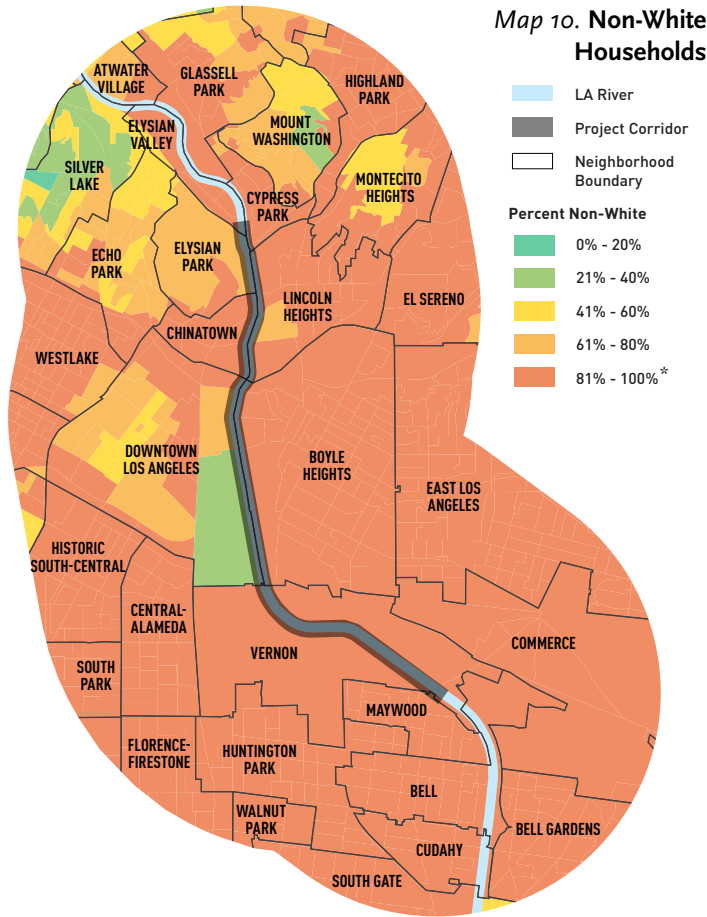 Map 10. Non-White
Households
LA River
Project Corridor
Neighborhood
Boundary
Percent Non-White
0% - 20%
21% - 40%
41% - 60%
61% - 80%
81% - 100%*
ATWATER
VILLAGE
GLASSELL
PARK
HIGHLAND
PARK
ELYSIAN
VALLEY
MOUNT
WASHINGTON
SILVER
LAKE
MONTECITO
HEIGHTS
CYPRESS
PARK
ECHO
PARK
ELYSIAN
PARK
LINCOLN
HEIGHTS
EL SERENO
CHINATOWN
WESTLAKE
DOWNTOWN
LOS ANGELES
BOYLE
HEIGHTS
EAST LOS
ANGELES
HISTORIC
SOUTH-CENTRAL
CENTRAL-
ALAMEDA
COMMERCE
VERNON
SOUTH
PARK
MAYWOOD
FLORENCE-
FIRESTONE
HUNTINGTON
PARK
BELL
WALNUT
PARK
BELL GARDENS
CUDAHY
SOUTH GATE